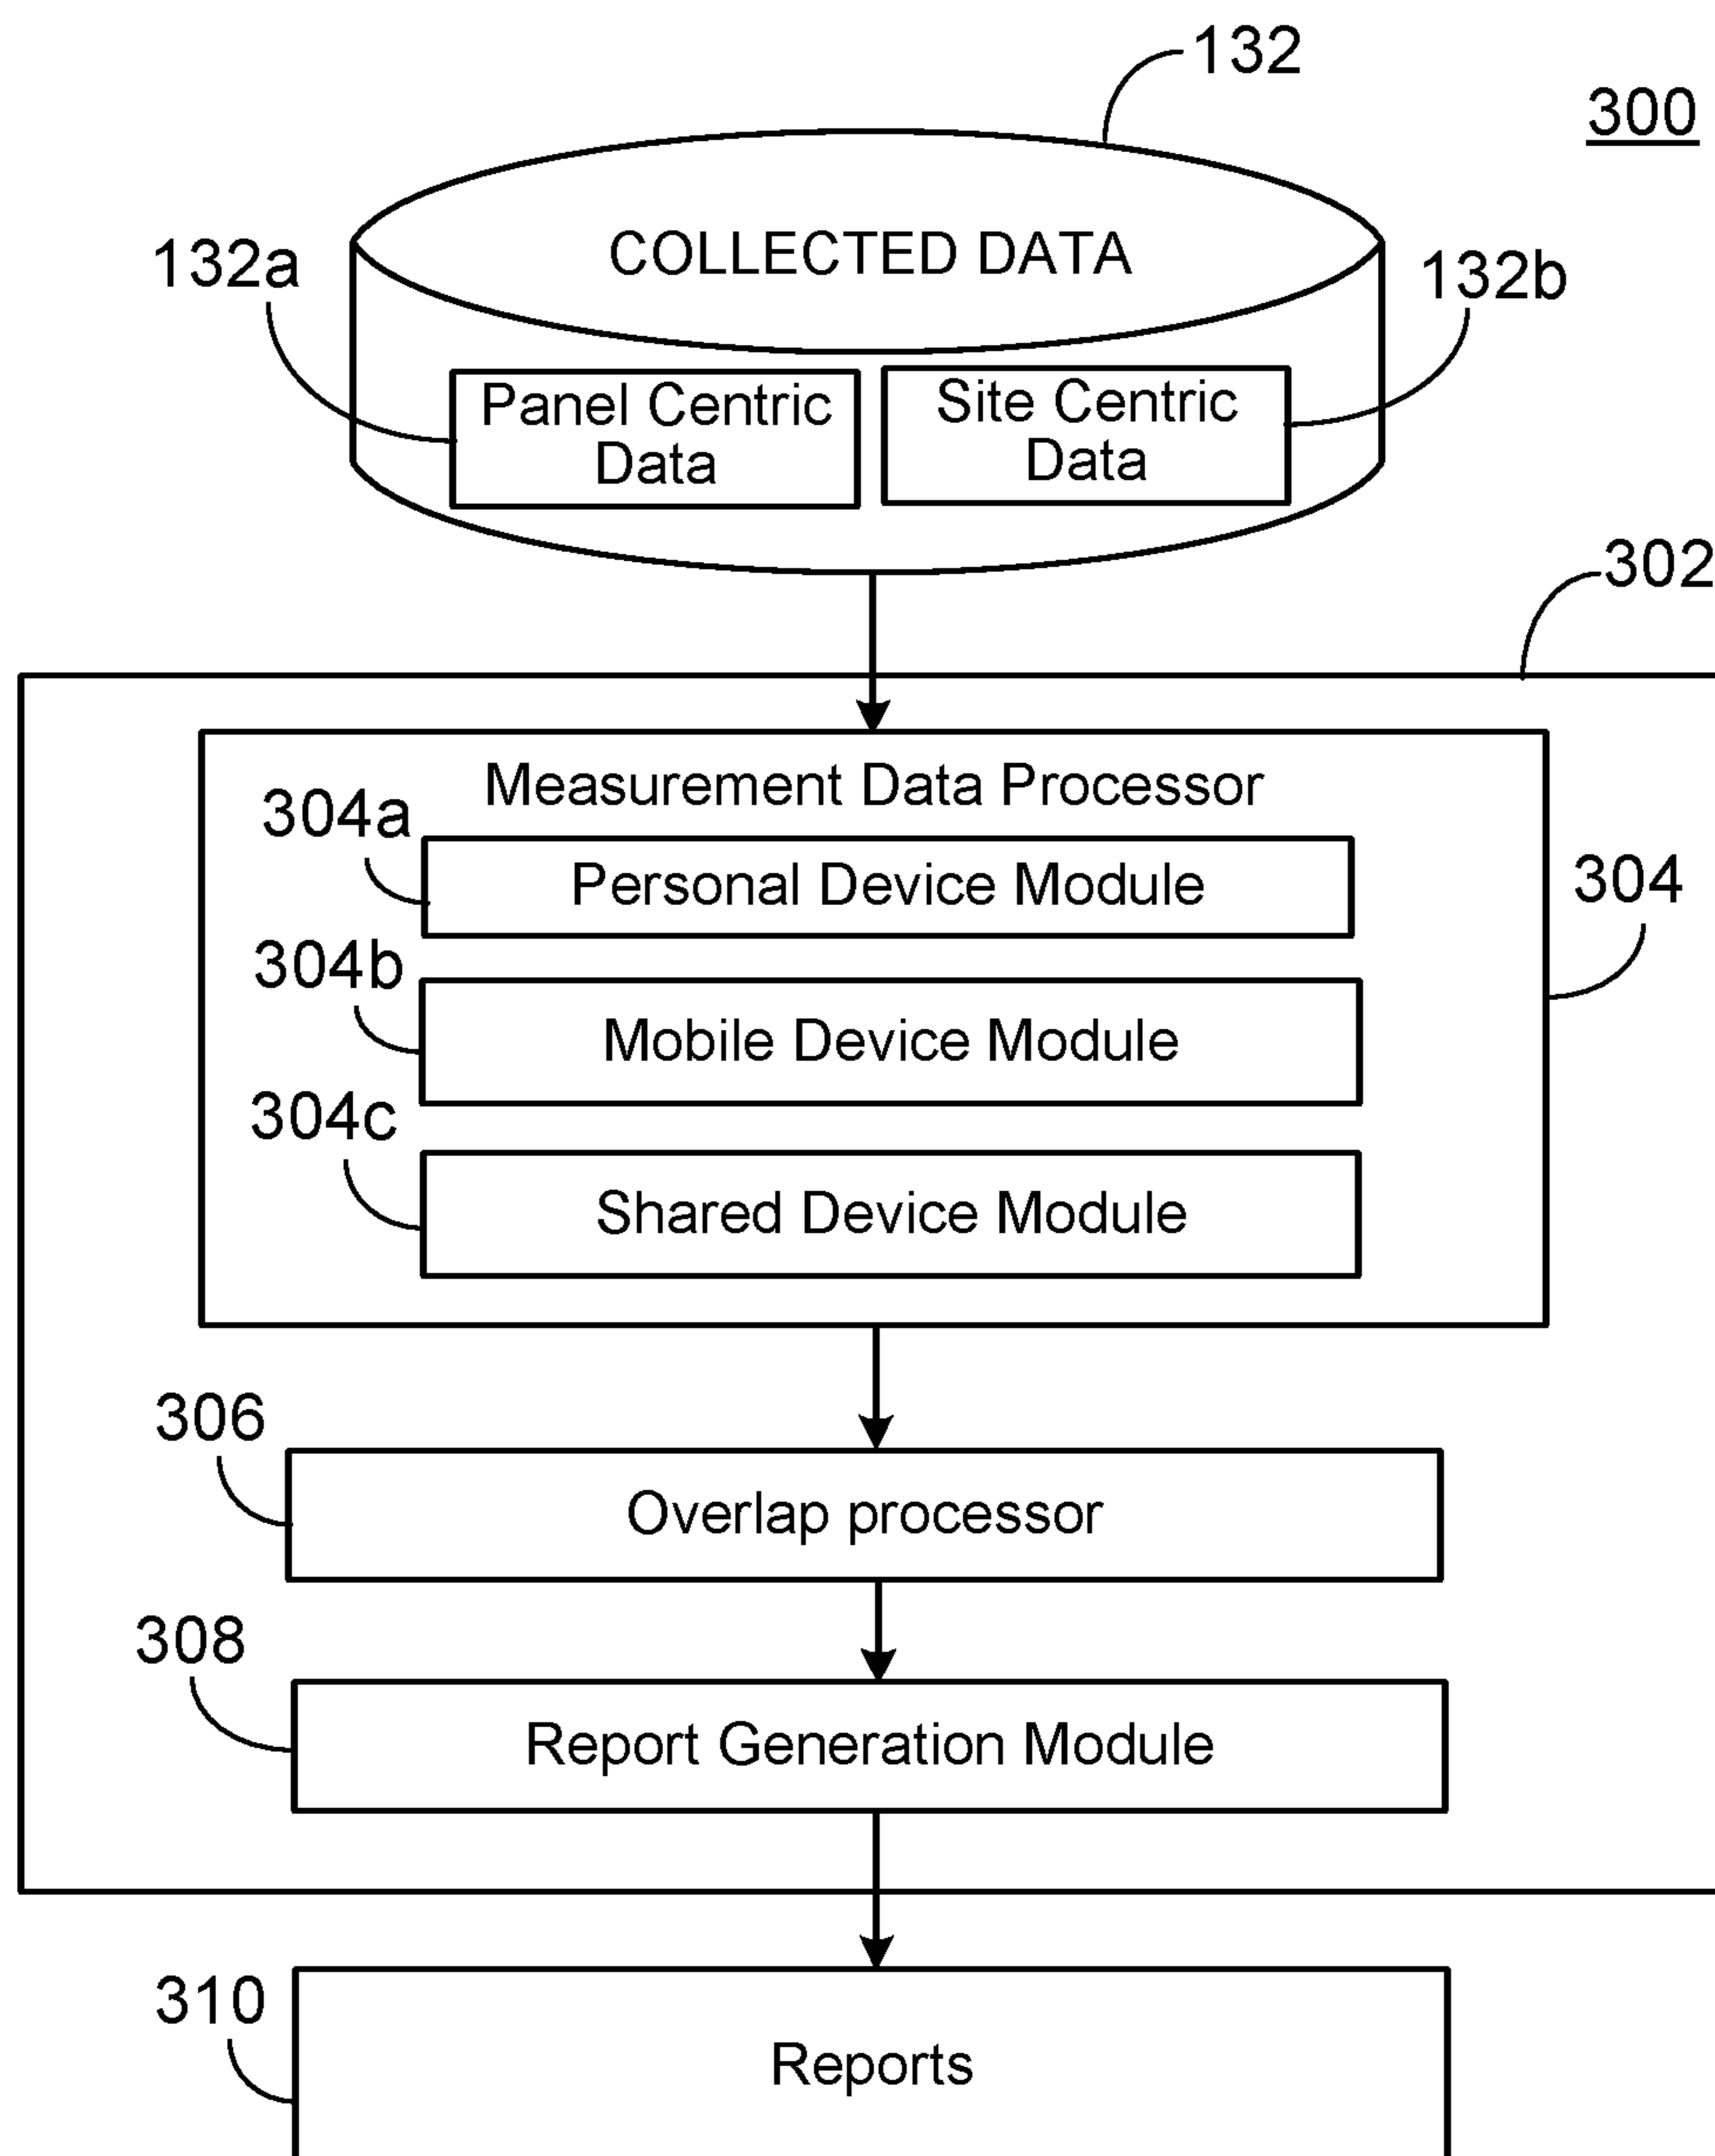 132
300
COLLECTED DATA
132a
132b
Panel Centric
Data
Site Centric
Data
302
Measurement Data Processor
304a
Personal Device Module
304
304b
Mobile Device Module
304c
Shared Device Module
306
Overlap processor
308
Report Generation Module
310
Reports